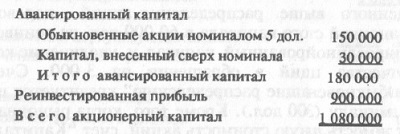 Авансированный капитал
Обыкновенные акции номиналом 5 дол. 150 000
Капитал, внесенный сверх номинала 30 000
Итого авансированный капитал 180 000
Реинвестированная прибыль 900 000
Всего акционерный капитал 1 080 000